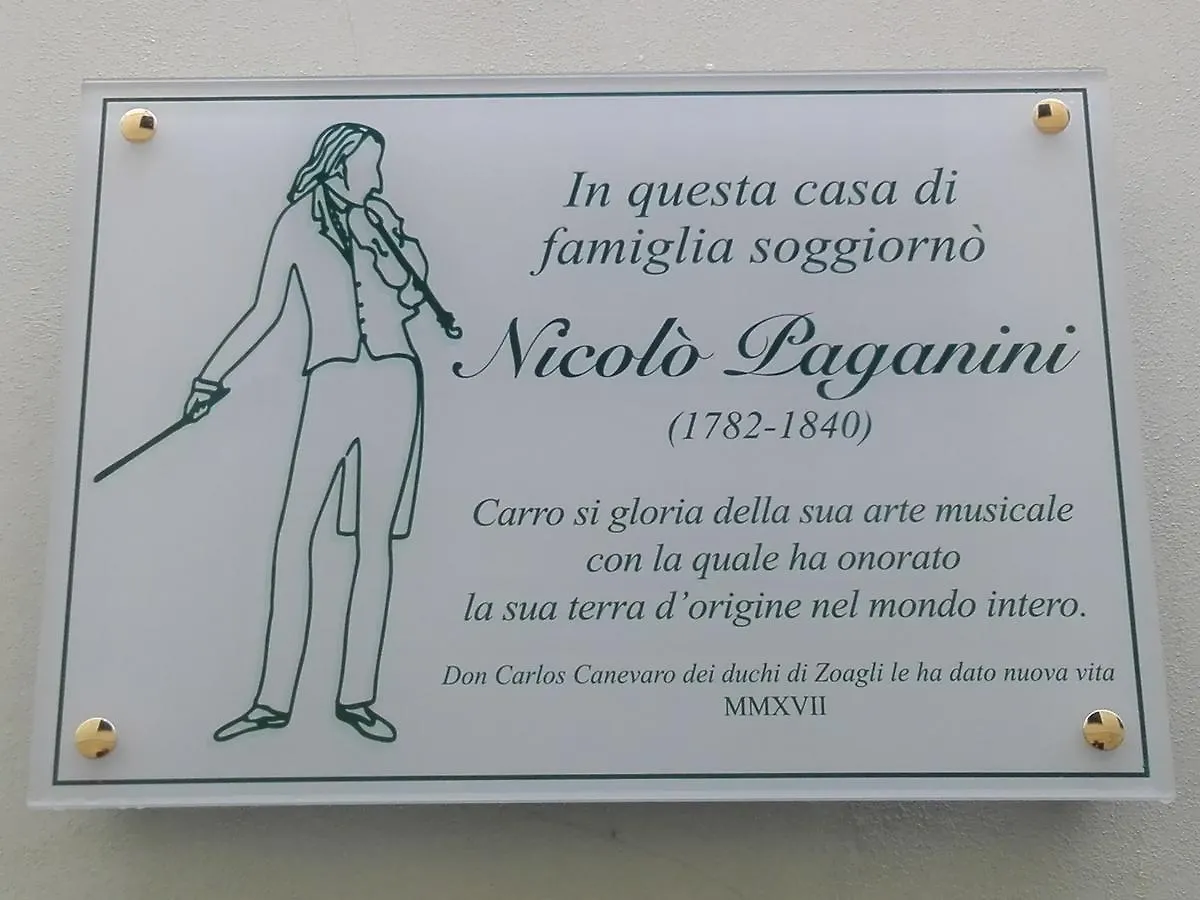 In questa casa di
famiglia soggiornò
Nicolò Paganini
(1782-1840)
Carro si gloria della sua arte musicale
con la quale ha onorato
la sua terra d'origine nel mondo intero.
Don Carlos Canevaro dei duchi di Zoagli le ha dato nuova vita
MMXVII